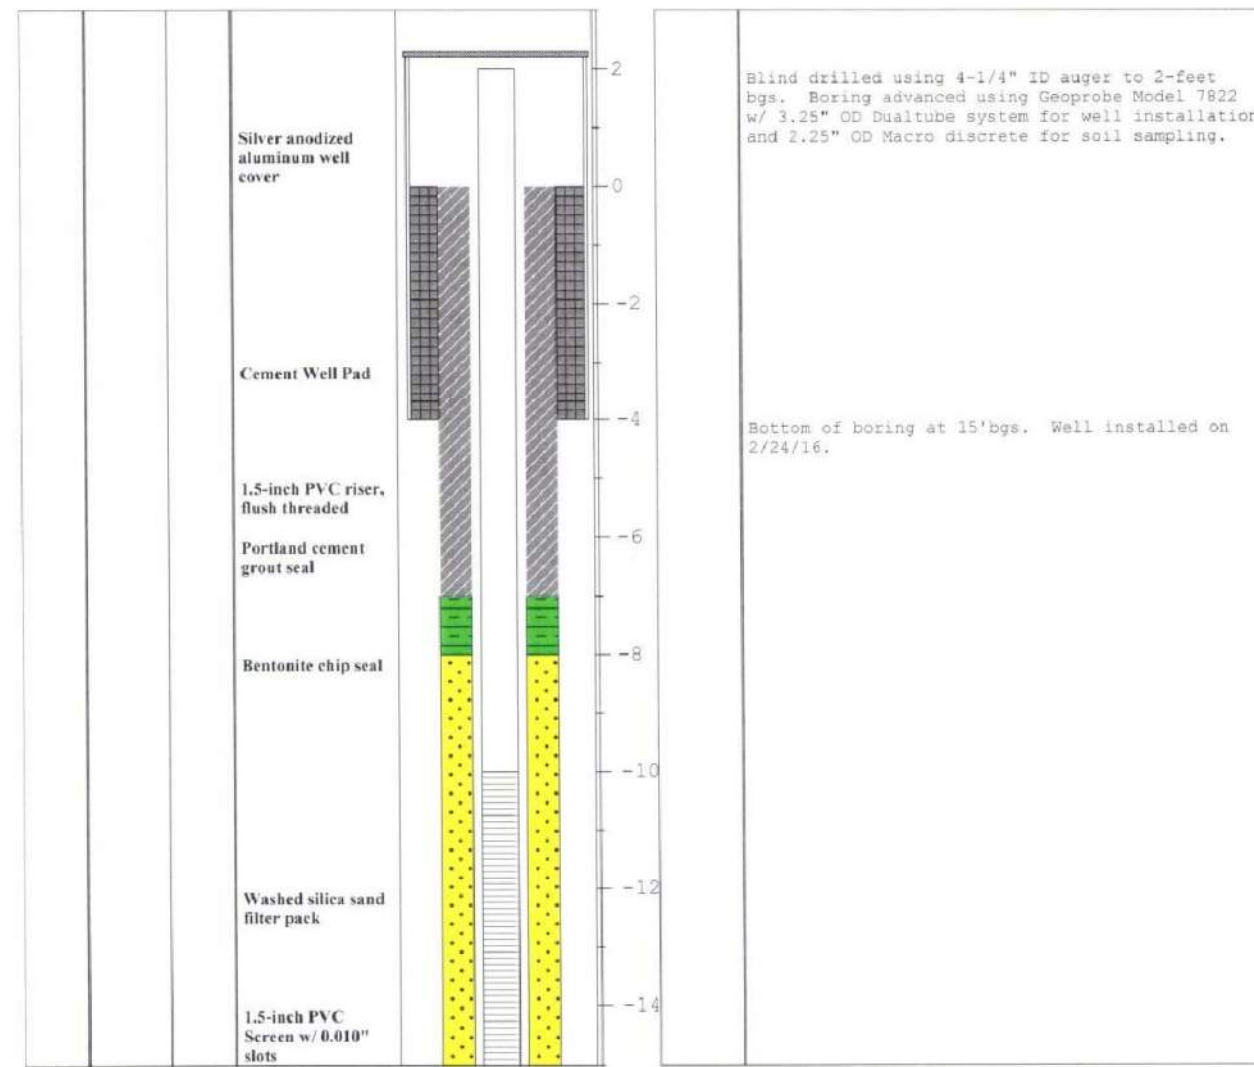 Silver anodized
aluminum well
cover
Cement Well Pad
1.5-inch PVC riser,
flush threaded
Portland cement
grout seal
Bentonite chip seal
Washed silica sand
filter pack
1.5-inch PVC
Screen w/ 0.010"
slots
2
0
-2
-4
-6
-8
-10
-12
-14
Blind drilled using 4-1/4" ID auger to 2-feet
bgs. Boring advanced using Geoprobe Model 7822
w/ 3.25" OD Dualtube system for well installation
and 2.25" OD Macro discrete for soil sampling.
Bottom of boring at 15'bgs. Well installed on
2/24/16.